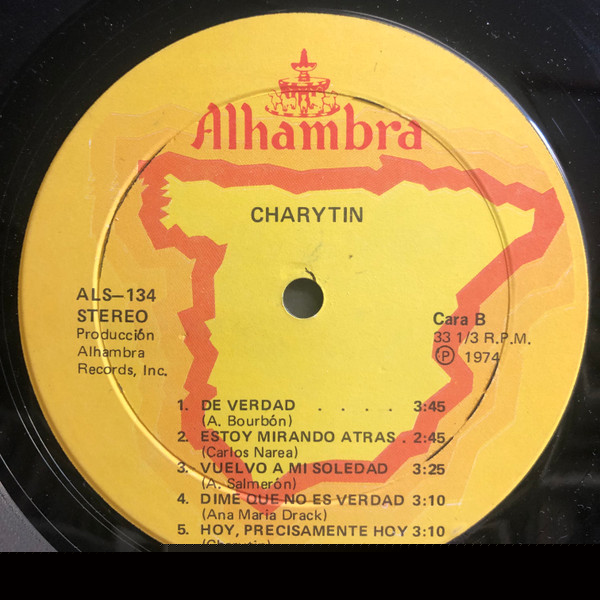 Alhambra
CHARYTIN
ALS—134
STEREO
Producción
Alhambra
Records, Inc.
Cara B
33 1/3 R.P.M.
Ⓟ 1974
1. DE VERDAD . . . . 3:45
(A. Bourbón)
2. ESTOY MIRANDO ATRAS . 2:45
(Carlos Narea)
3. VUELVO A MI SOLEDAD 3:25
(A. Salmerón)
4. DIME QUE NO ES VERDAD 3:10
(Ana Maria Drack)
5. HOY, PRECISAMENTE HOY 3:10
(Charytin)